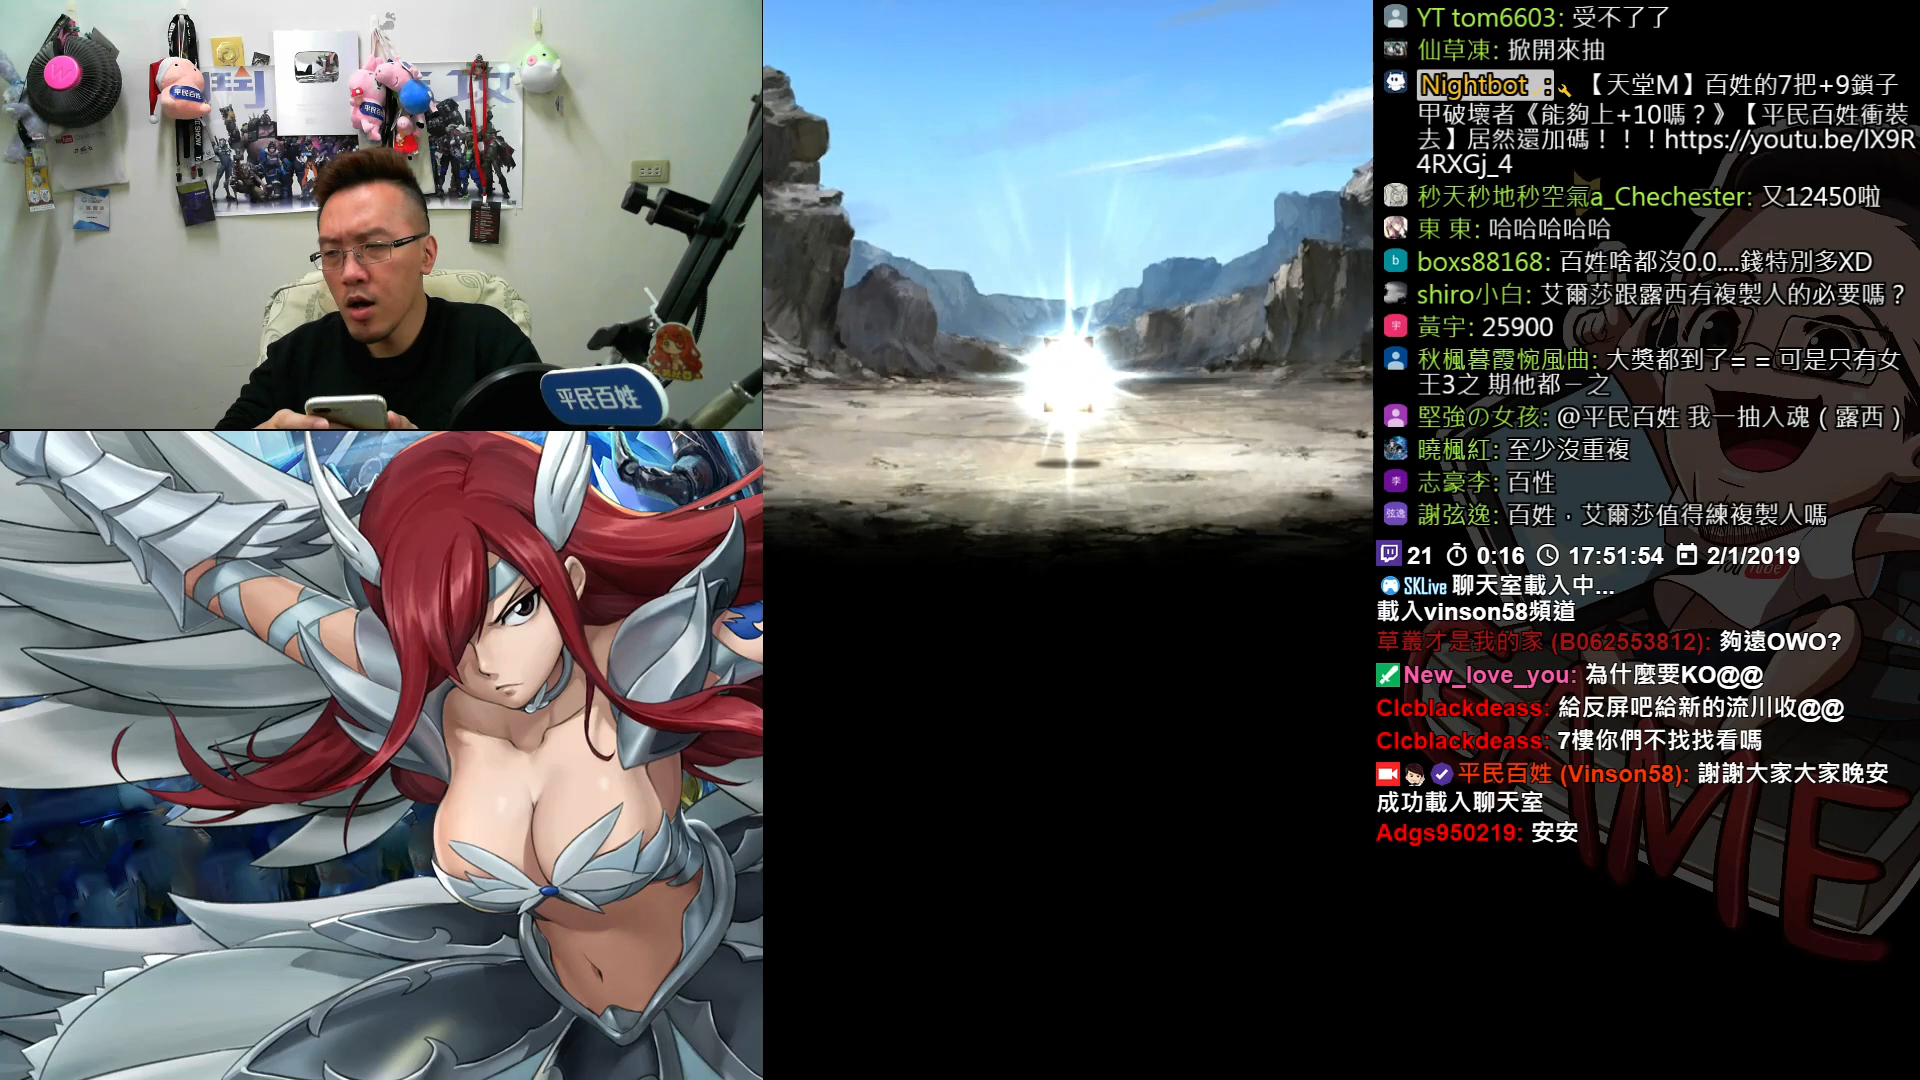 平民百姓
平民百姓
平民百姓
YT tom6603: 受不了了
仙草凍: 掀開來抽
Nightbot : 【天堂M】百姓的7把+9鎖子
甲破壞者《能夠上+10嗎？》【平民百姓衝裝
去】居然還加碼！！！https://youtu.be/lX9R
4RXGj_4
秒天秒地秒空氣a_Chechester: 又12450啦
東 東: 哈哈哈哈哈
b boxs88168: 百姓啥都沒0.0....錢特別多XD
shiro小白: 艾爾莎跟露西有複製人的必要嗎？
宇 黃宇: 25900
秋楓暮霞惋風曲: 大獎都到了= = 可是只有女
王3之 期他都一之
堅強の女孩: @平民百姓 我一抽入魂（露西）
曉楓紅: 至少沒重複
李 志豪李: 百性
弦逸 謝弦逸: 百姓，艾爾莎值得練複製人嗎
21 0:16 17:51:54 2/1/2019
SKLive 聊天室載入中...
載入vinson58頻道
草叢才是我的家 (B062553812): 夠遠OWO?
New_love_you: 為什麼要KO@@
Clcblackdeass: 給反屏吧給新的流川收@@
Clcblackdeass: 7樓你們不找找看嗎
平民百姓 (Vinson58): 謝謝大家大家晚安
成功載入聊天室
Adgs950219: 安安
GAME